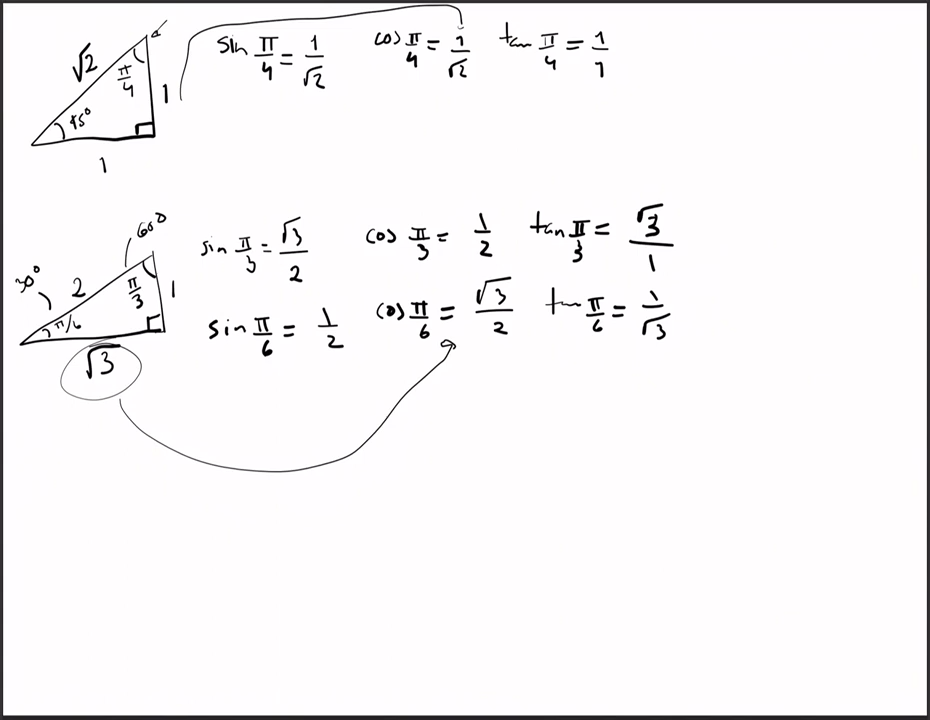 √2 π/4 45° 1 1
sin π/4 = 1/√2 cos π/4 = 1/√2 tan π/4 = 1/1
60° 30° 2 π/3 1 π/6 √3
sin π/3 = √3/2 cos π/3 = 1/2 tan π/3 = √3/1
sin π/6 = 1/2 cos π/6 = √3/2 tan π/6 = 1/√3